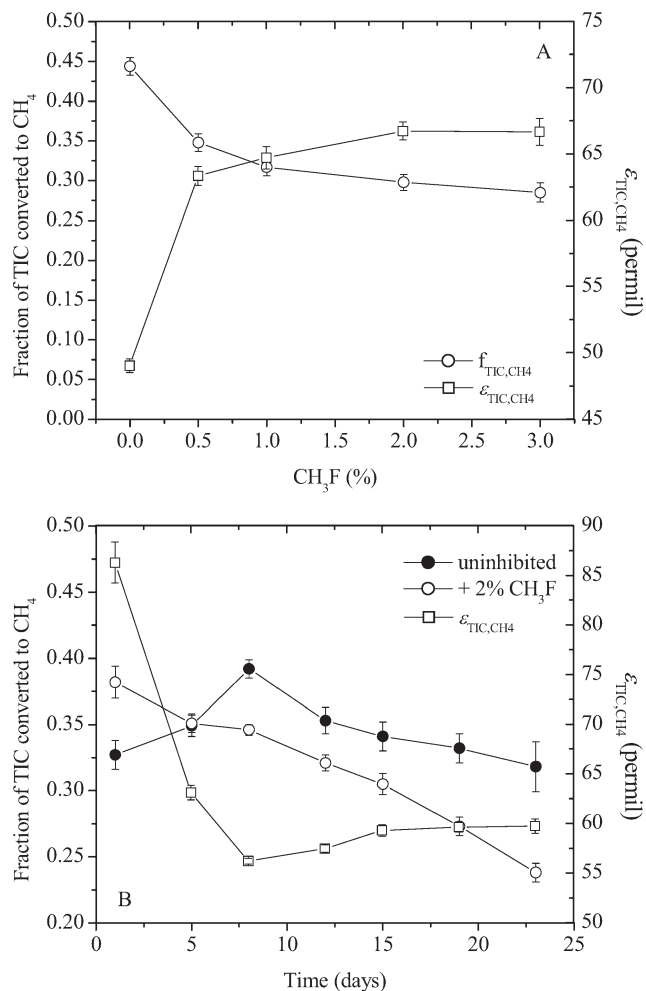 A
Fraction of TIC converted to CH4
0.50
0.45
0.40
0.35
0.30
0.25
0.20
0.15
0.10
0.05
0.00
75
70
65
60
55
50
45
εTIC,CH4 (permil)
fTIC,CH4
εTIC,CH4
0.0 0.5 1.0 1.5 2.0 2.5 3.0
CH3F (%)
B
Fraction of TIC converted to CH4
0.50
0.45
0.40
0.35
0.30
0.25
0.20
90
85
80
75
70
65
60
55
50
εTIC,CH4 (permil)
uninhibited
+ 2% CH3F
εTIC,CH4
0 5 10 15 20 25
Time (days)